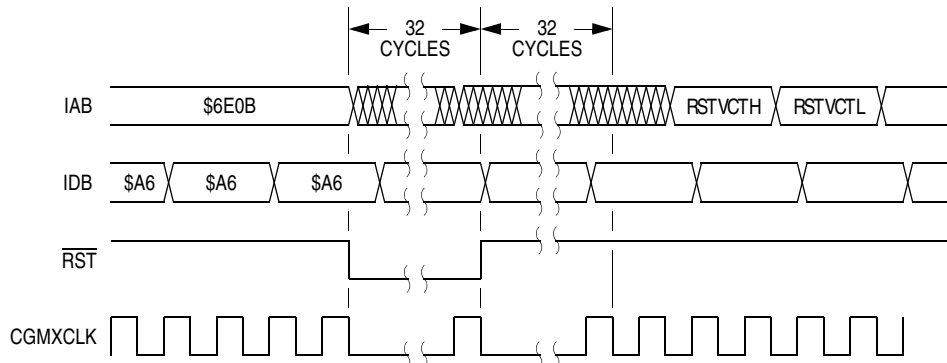 32 CYCLES
32 CYCLES
IAB
$6E0B
RSTVCTH
RSTVCTL
IDB
$A6
$A6
$A6
RST
CGMXCLK